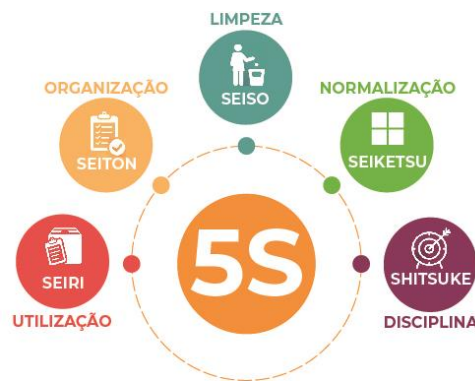 LIMPEZA
SEISO
ORGANIZAÇÃO
SEITON
NORMALIZAÇÃO
SEIKETSU
5S
SEIRI
UTILIZAÇÃO
SHITSUKE
DISCIPLINA